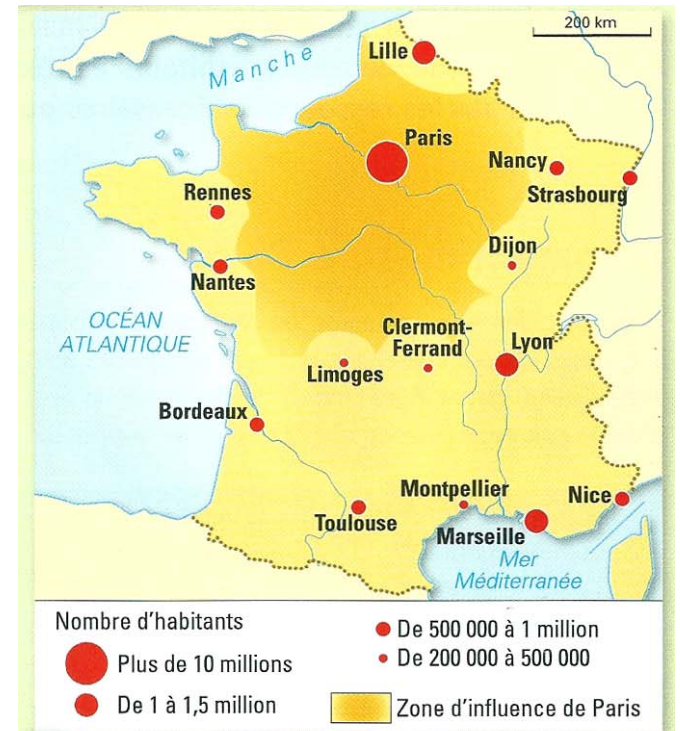 200 km
Lille
Manche
Paris
Nancy
Strasbourg
Rennes
Dijon
Nantes
OCÉAN
ATLANTIQUE
Clermont-
Ferrand
Lyon
Limoges
Bordeaux
Montpellier
Nice
Toulouse
Marseille
Mer
Méditerranée
Nombre d'habitants
Plus de 10 millions
De 1 à 1,5 million
De 500 000 à 1 million
De 200 000 à 500 000
Zone d'influence de Paris